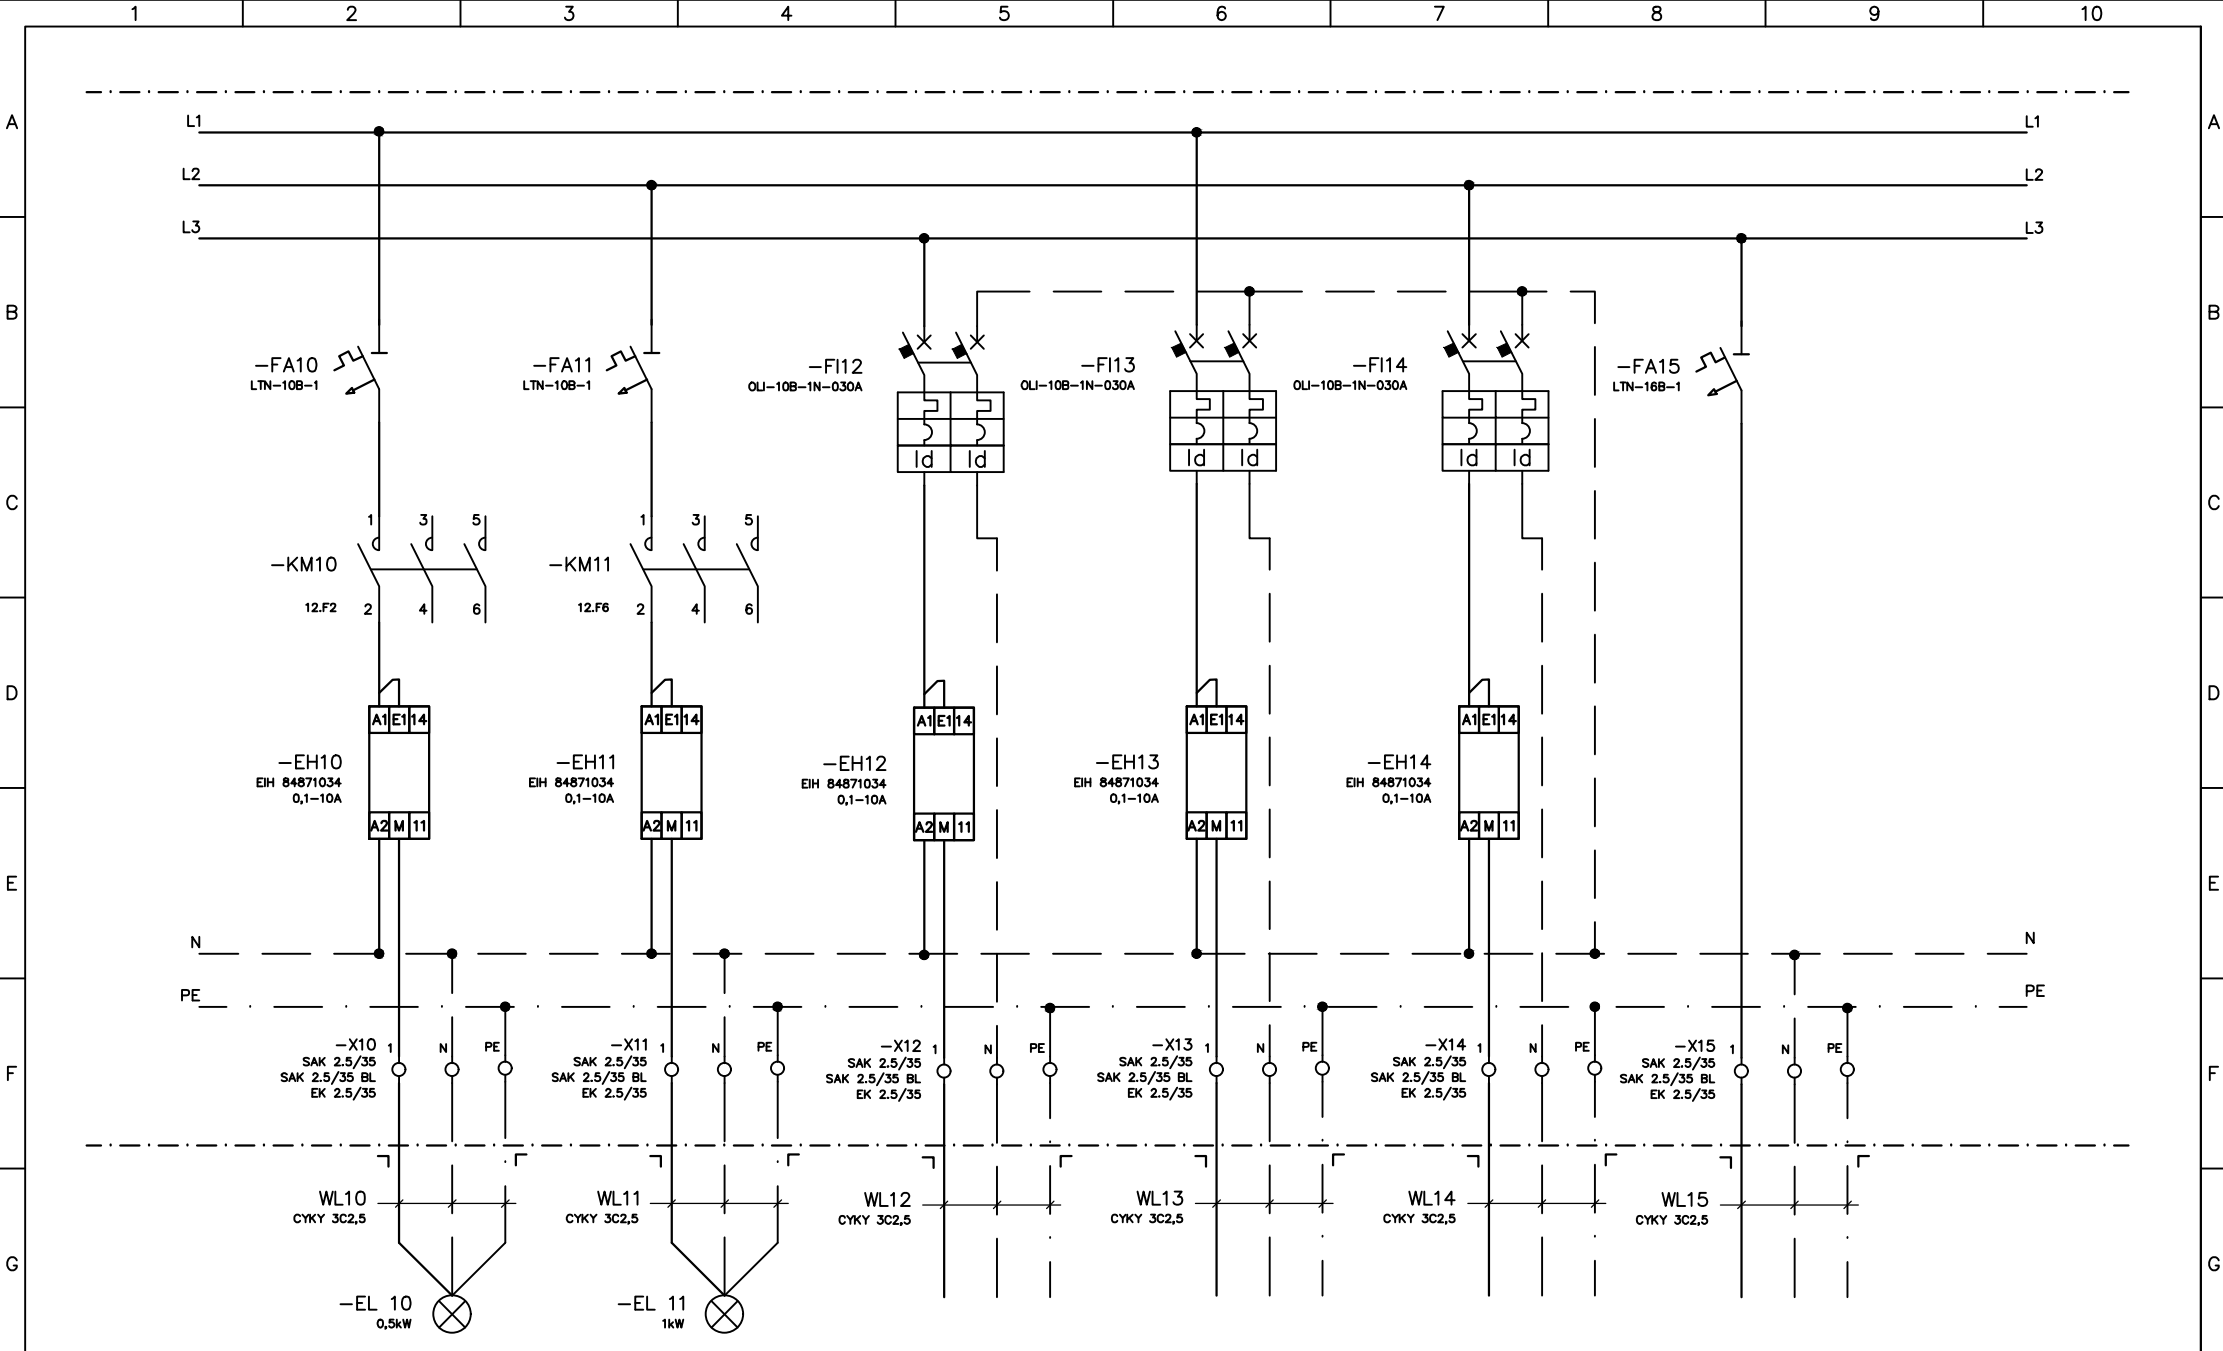 1 2 3 4 5 6 7 8 9 10
A A
L1 L1
L2 L2
L3 L3
B B
-FA10 -FA11 -FI12 -FI13 -FI14 -FA15
LTN-10B-1 LTN-10B-1 OLI-10B-1N-030A OLI-10B-1N-030A OLI-10B-1N-030A LTN-16B-1
Id Id Id Id Id Id
C C
1 3 5 1 3 5
-KM10 -KM11
12.F2 2 4 6 12.F6 2 4 6
D D
A1 E1 14 A1 E1 14 A1 E1 14 A1 E1 14 A1 E1 14
-EH10 -EH11 -EH12 -EH13 -EH14
EIH 84871034 EIH 84871034 EIH 84871034 EIH 84871034 EIH 84871034
0,1-10A 0,1-10A 0,1-10A 0,1-10A 0,1-10A
A2 M 11 A2 M 11 A2 M 11 A2 M 11 A2 M 11
E E
N N
PE PE
-X10 1 N PE -X11 1 N PE -X12 1 N PE -X13 1 N PE -X14 1 N PE -X15 1 N PE
SAK 2.5/35 SAK 2.5/35 SAK 2.5/35 SAK 2.5/35 SAK 2.5/35 SAK 2.5/35
F F
SAK 2.5/35 BL SAK 2.5/35 BL SAK 2.5/35 BL SAK 2.5/35 BL SAK 2.5/35 BL SAK 2.5/35 BL
EK 2.5/35 EK 2.5/35 EK 2.5/35 EK 2.5/35 EK 2.5/35 EK 2.5/35
WL10 WL11 WL12 WL13 WL14 WL15
CYKY 3C2,5 CYKY 3C2,5 CYKY 3C2,5 CYKY 3C2,5 CYKY 3C2,5 CYKY 3C2,5
G G
-EL 10 -EL 11
0,5kW 1kW